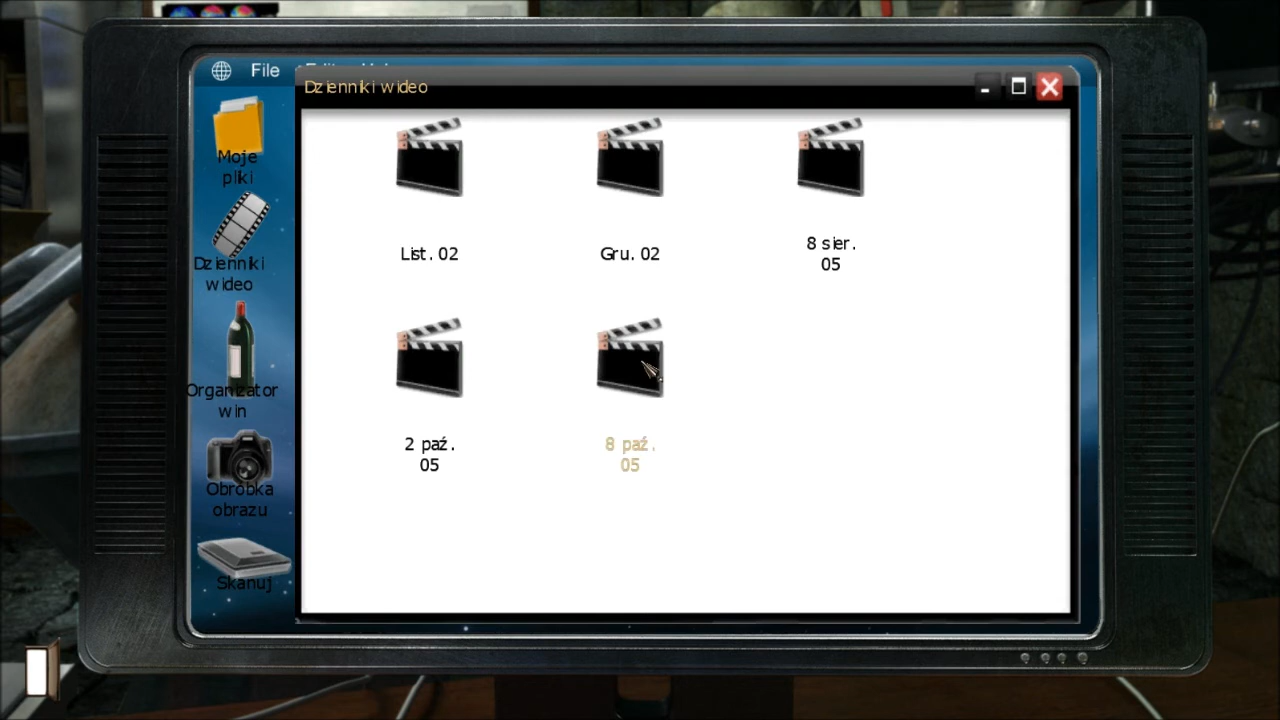 File
Dzienniki wideo
Moje
pliki
Dzienniki
wideo
Organizator
win
Obróbka
obrazu
Skanuj
List. 02
Gru. 02
8 sier.
05
2 paź.
05
8 paź.
05